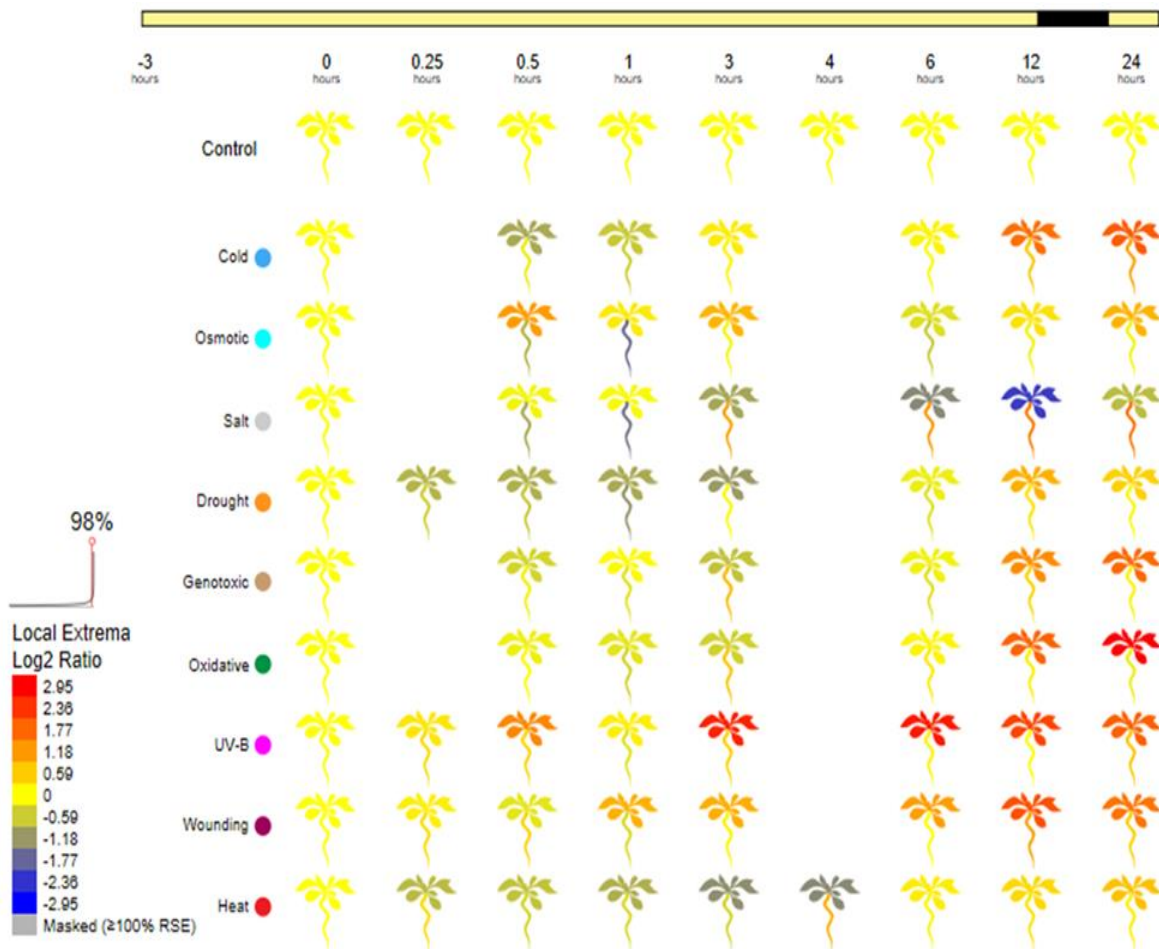 -3 0 0.25 0.5 1 3 4 6 12 24
hours hours hours hours hours hours hours hours hours hours
Control
Cold
Osmotic
Salt
Drought
98%
Genotoxic
Local Extrema
Log2 Ratio
Oxidative
2.95
2.36
1.77
UV-B
1.18
0.59
0
-0.59
Wounding
-1.18
-1.77
-2.36
-2.95
Heat
Masked (≥100% RSE)